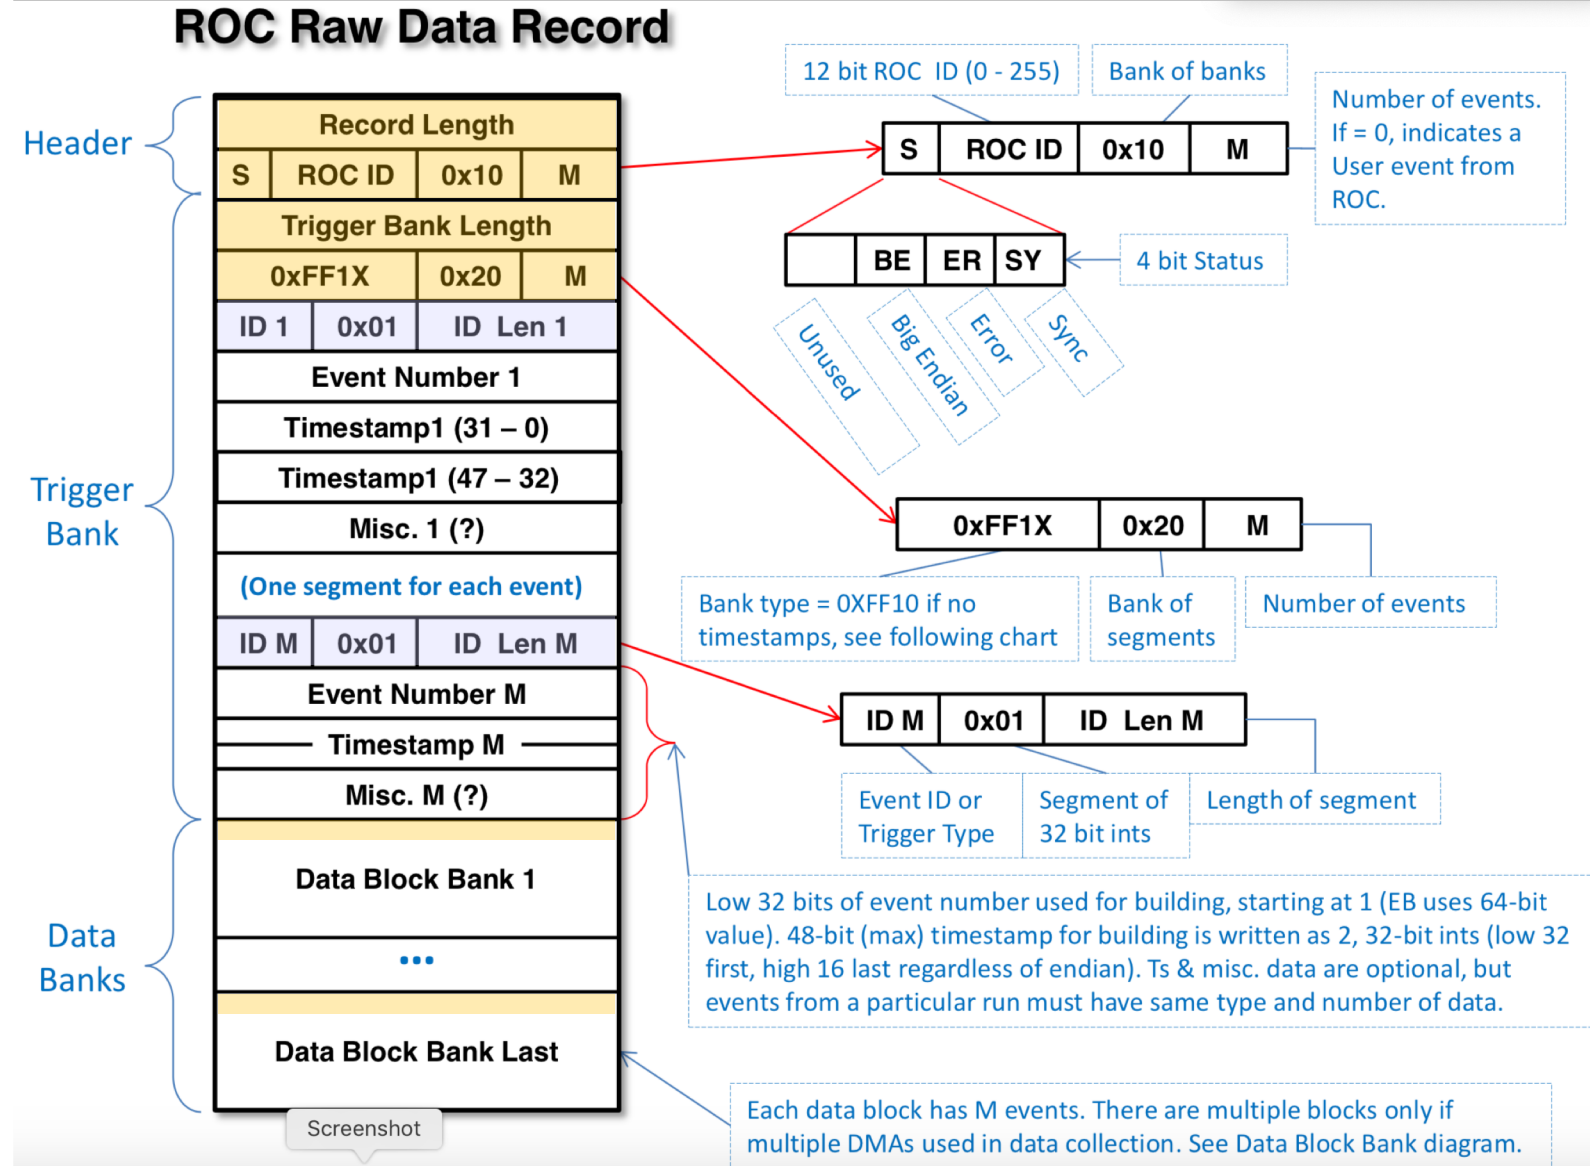 ROC Raw Data Record
Header
Record Length
S ROC ID 0x10 M
Trigger Bank
Trigger Bank Length
0xFF1X 0x20 M
ID 1 0x01 ID Len 1
Event Number 1
Timestamp1 (31 – 0)
Timestamp1 (47 – 32)
Misc. 1 (?)
(One segment for each event)
ID M 0x01 ID Len M
Event Number M
Timestamp M
Misc. M (?)
Data
Banks
Data Block Bank 1
...
Data Block Bank Last
Screenshot
12 bit ROC ID (0 - 255)
Bank of banks
S ROC ID 0x10 M
Number of events.
If = 0, indicates a
User event from
ROC.
BE ER SY
4 bit Status
Unused
Big Endian
Error
Sync
0xFF1X 0x20 M
Bank type = 0XFF10 if no
timestamps, see following chart
Bank of
segments
Number of events
ID M 0x01 ID Len M
Event ID or
Trigger Type
Segment of
32 bit ints
Length of segment
Low 32 bits of event number used for building, starting at 1 (EB uses 64-bit
value). 48-bit (max) timestamp for building is written as 2, 32-bit ints (low 32
first, high 16 last regardless of endian). Ts & misc. data are optional, but
events from a particular run must have same type and number of data.
Each data block has M events. There are multiple blocks only if
multiple DMAs used in data collection. See Data Block Bank diagram.